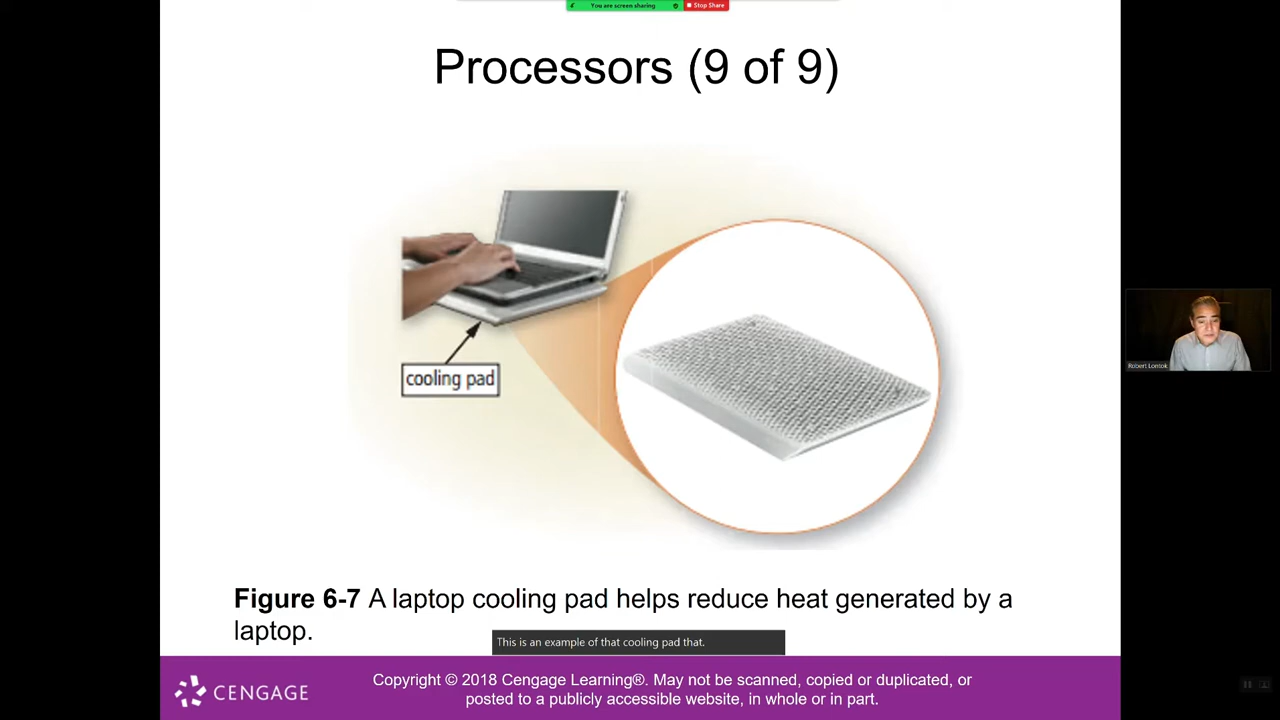 You are screen sharing
Stop Share
Processors (9 of 9)
cooling pad
Robert Lontok
Figure 6-7 A laptop cooling pad helps reduce heat generated by a
laptop.
This is an example of that cooling pad that.
CENGAGE
Copyright © 2018 Cengage Learning®. May not be scanned, copied or duplicated, or
posted to a publicly accessible website, in whole or in part.